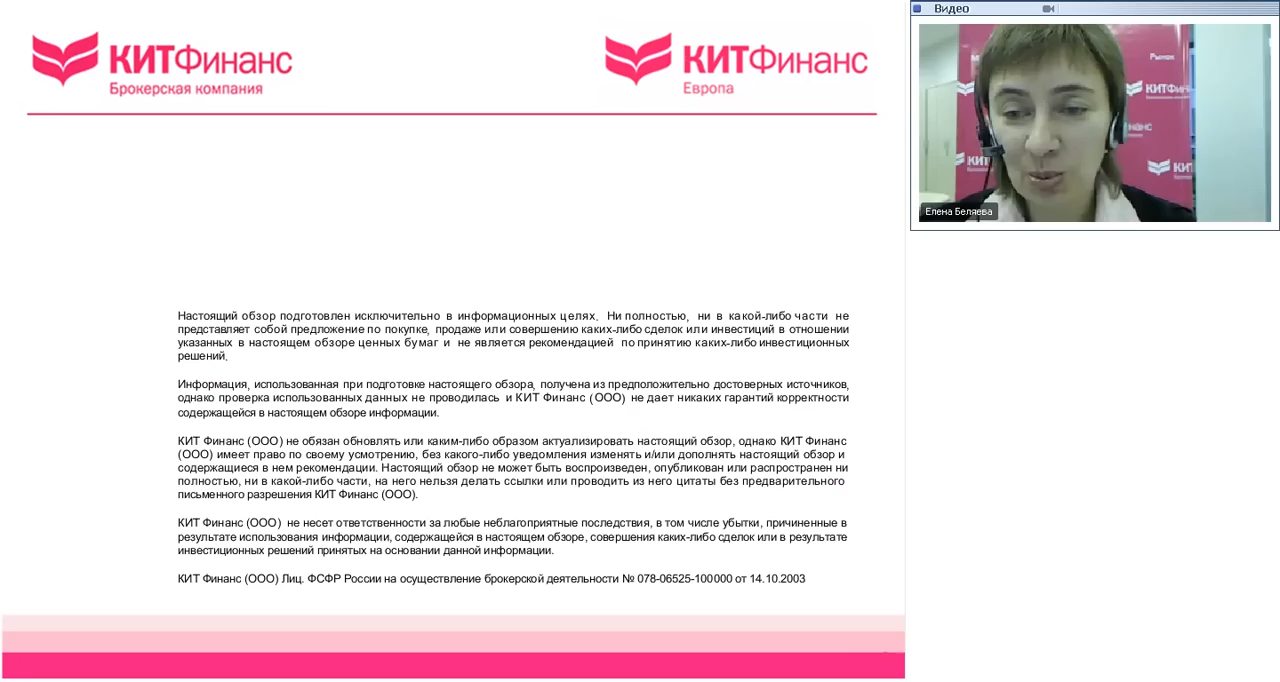 КИТФинанс
Брокерская компания
КИТФинанс
Европа
Настоящий обзор подготовлен исключительно в информационных целях. Ни полностью, ни в какой-либо части не
представляет собой предложение по покупке, продаже или совершению каких-либо сделок или инвестиций в отношении
указанных в настоящем обзоре ценных бумаг и не является рекомендацией по принятию каких-либо инвестиционных
решений.
Информация, использованная при подготовке настоящего обзора, получена из предположительно достоверных источников,
однако проверка использованных данных не проводилась и КИТ Финанс (ООО) не дает никаких гарантий корректности
содержащейся в настоящем обзоре информации.
КИТ Финанс (ООО) не обязан обновлять или каким-либо образом актуализировать настоящий обзор, однако КИТ Финанс
(ООО) имеет право по своему усмотрению, без какого-либо уведомления изменять и/или дополнять настоящий обзор и
содержащиеся в нем рекомендации. Настоящий обзор не может быть воспроизведен, опубликован или распространен ни
полностью, ни в какой-либо части, на него нельзя делать ссылки или проводить из него цитаты без предварительного
письменного разрешения КИТ Финанс (ООО).
КИТ Финанс (ООО) не несет ответственности за любые неблагоприятные последствия, в том числе убытки, причиненные в
результате использования информации, содержащейся в настоящем обзоре, совершения каких-либо сделок или в результате
инвестиционных решений принятых на основании данной информации.
КИТ Финанс (ООО) Лиц. ФСФР России на осуществление брокерской деятельности № 078-06525-100000 от 14.10.2003
Видео
Рынок
КИТФин
нанс
КИТ
Елена Беляева